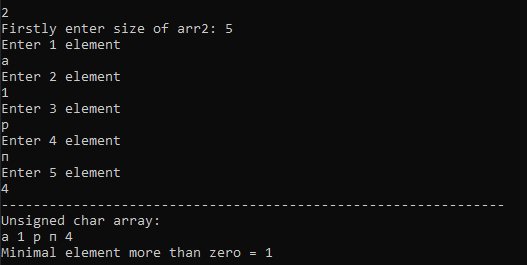 2
Firstly enter size of arr2: 5
Enter 1 element
а
Enter 2 element
1
Enter 3 element
р
Enter 4 element
п
Enter 5 element
4
---------------------------------------------------------------
Unsigned char array:
а 1 р п 4
Minimal element more than zero = 1